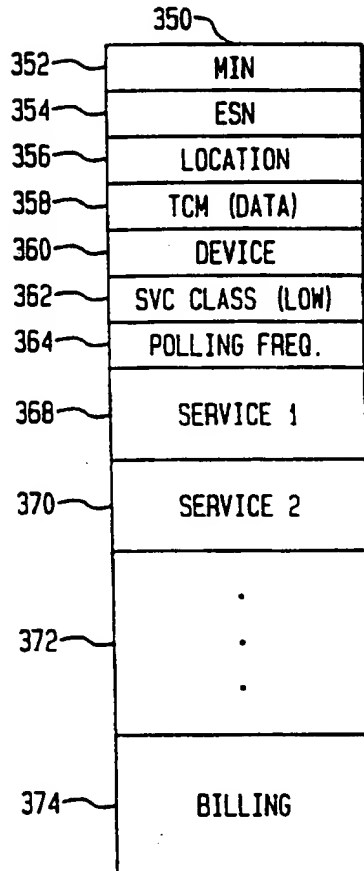 350
352 MIN
354 ESN
356 LOCATION
358 TCM (DATA)
360 DEVICE
362 SVC CLASS (LOW)
364 POLLING FREQ.
368 SERVICE 1
370 SERVICE 2
372
374 BILLING